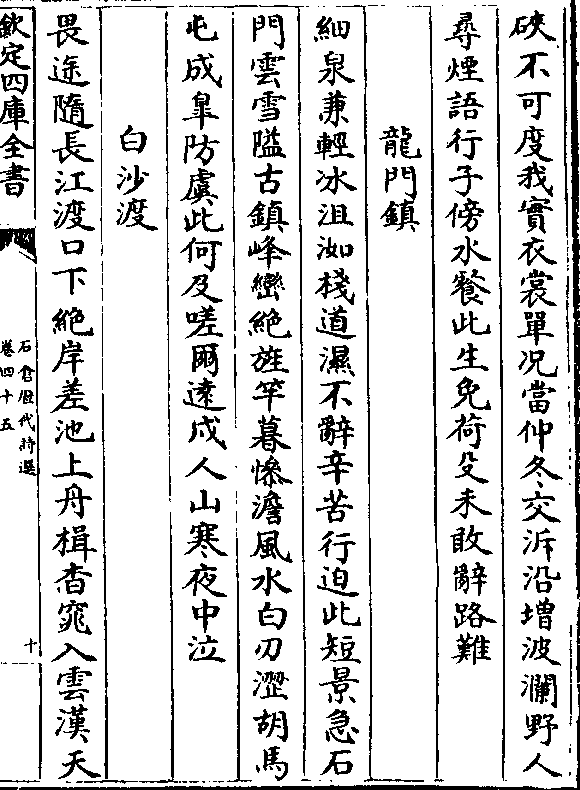 硤不可度我實衣裳單况當仲冬交泝沿增波瀾野人
尋煙語行子傍水餐此生免荷殳未敢辭路難
龍門鎮
細泉兼輕冰沮洳棧道濕不辭辛苦行迫此短景急石
門雲雪隘古鎮峰巒絶旌竿暮慘澹風水白刃澀胡馬
屯成臯防虞此何及嗟爾遠戍人山寒夜中泣
白沙渡
畏途隨長江渡口下絶岸差池上丹楫杳窕入雲漢天
欽定四庫全書
石倉歷代詩選
卷四十五
十